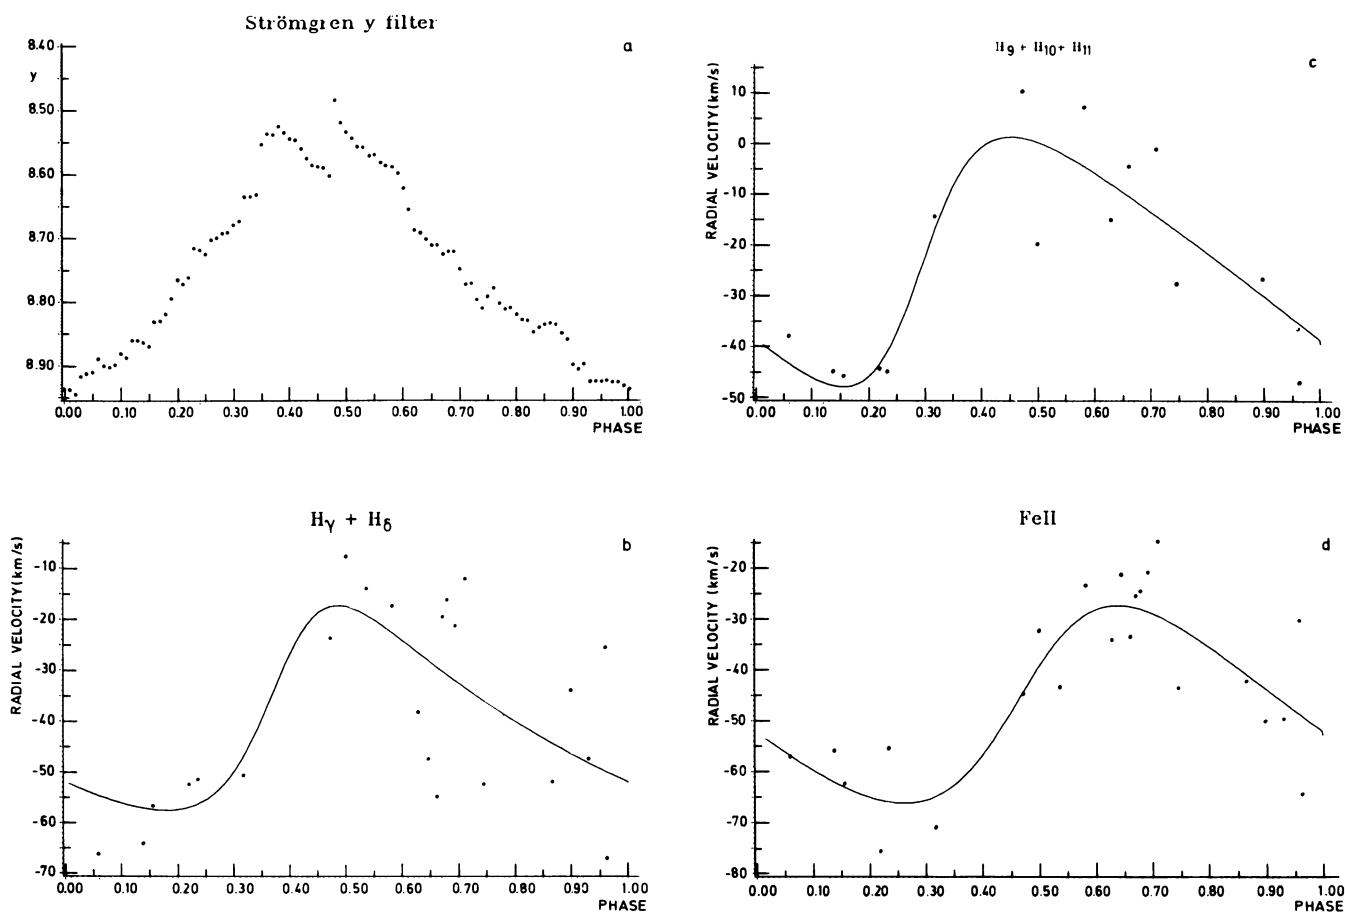 Strömgren y filter
a
8.40
y
8.50
8.60
8.70
8.80
8.90
0.00 0.10 0.20 0.30 0.40 0.50 0.60 0.70 0.80 0.90 1.00
PHASE
H9 + H10 + H11
c
RADIAL VELOCITY (km/s)
10
0
-10
-20
-30
-40
-50
0.00 0.10 0.20 0.30 0.40 0.50 0.60 0.70 0.80 0.90 1.00
PHASE
Hγ + Hδ
b
RADIAL VELOCITY (km/s)
-10
-20
-30
-40
-50
-60
-70
0.00 0.10 0.20 0.30 0.40 0.50 0.60 0.70 0.80 0.90 1.00
PHASE
FeII
d
RADIAL VELOCITY (km/s)
-20
-30
-40
-50
-60
-70
-80
0.00 0.10 0.20 0.30 0.40 0.50 0.60 0.70 0.80 0.90 1.00
PHASE